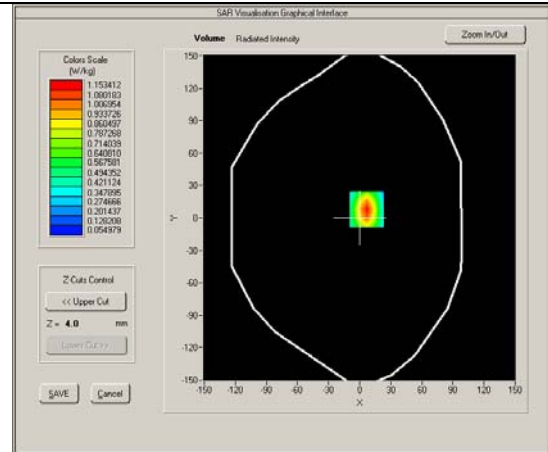 SAR Visualisation Graphical Interface
Volume Radiated Intensity
Zoom In/Out
Colors Scale
(W/kg)
1.153412
1.080183
1.006954
0.933726
0.860497
0.787268
0.714039
0.640810
0.567581
0.494352
0.421124
0.347895
0.274666
0.201437
0.128208
0.054979
Z Cuts Control
<< Upper Cut
Z = 4.0 mm
Lower Cut >>
SAVE
Cancel
150-
120-
90-
60-
30-
0-
-30-
-60-
-90-
-120-
-150-
Y
-150 -120 -90 -60 -30 0 30 60 90 120 150
X